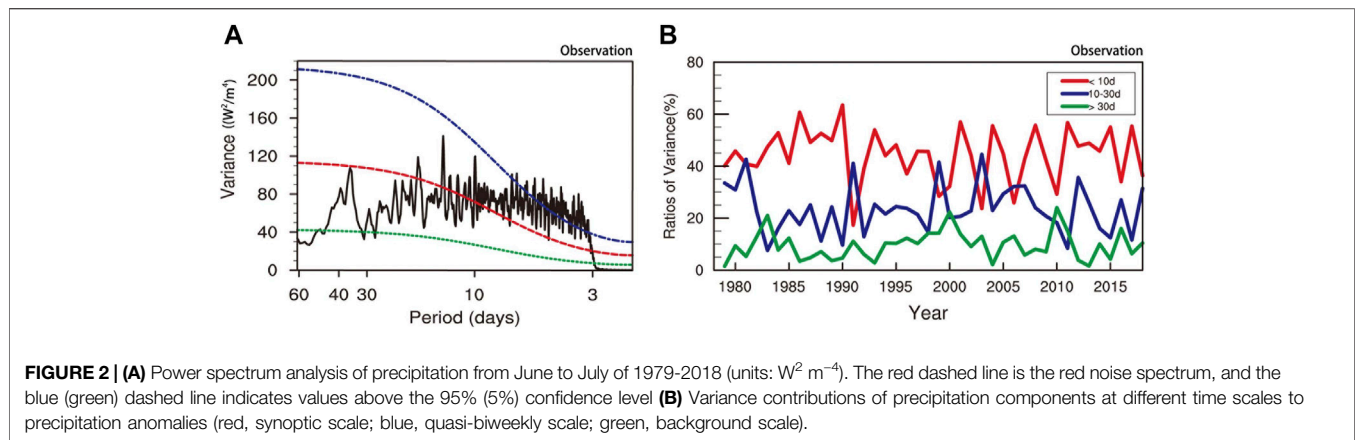 A
Observation
Variance ((W²/m⁴)
200
160
120
80
40
0
60
40
30
10
3
Period (days)
B
Observation
Ratios of Variance(%)
80
60
40
20
0
< 10d
10-30d
> 30d
1980
1985
1990
1995
2000
2005
2010
2015
Year
FIGURE 2 | (A) Power spectrum analysis of precipitation from June to July of 1979-2018 (units: W² m⁻⁴). The red dashed line is the red noise spectrum, and the
blue (green) dashed line indicates values above the 95% (5%) confidence level (B) Variance contributions of precipitation components at different time scales to
precipitation anomalies (red, synoptic scale; blue, quasi-biweekly scale; green, background scale).